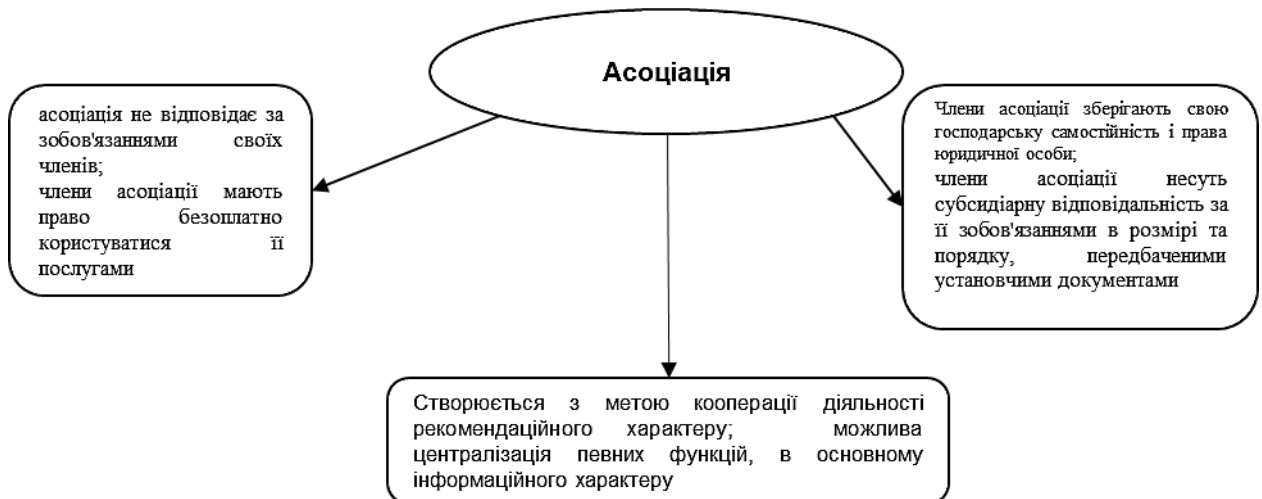 Асоціація
асоціація не відповідає за
зобов'язаннями своїх
членів;
члени асоціації мають
право безоплатно
користуватися її
послугами
Члени асоціації зберігають свою
господарську самостійність і права
юридичної особи;
члени асоціації несуть
субсидіарну відповідальність за
її зобов'язаннями в розмірі та
порядку, передбаченими
установчими документами
Створюється з метою кооперації діяльності
рекомендаційного характеру; можлива
централізація певних функцій, в основному
інформаційного характеру